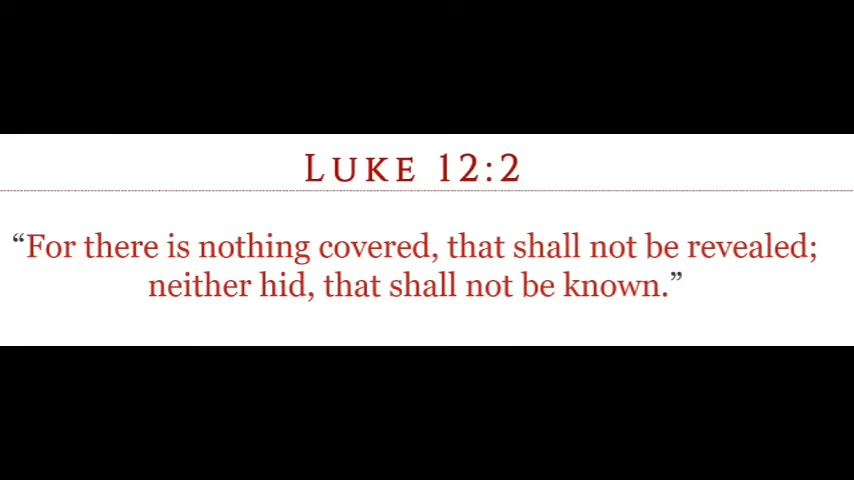 LUKE 12:2
“For there is nothing covered, that shall not be revealed;
neither hid, that shall not be known.”